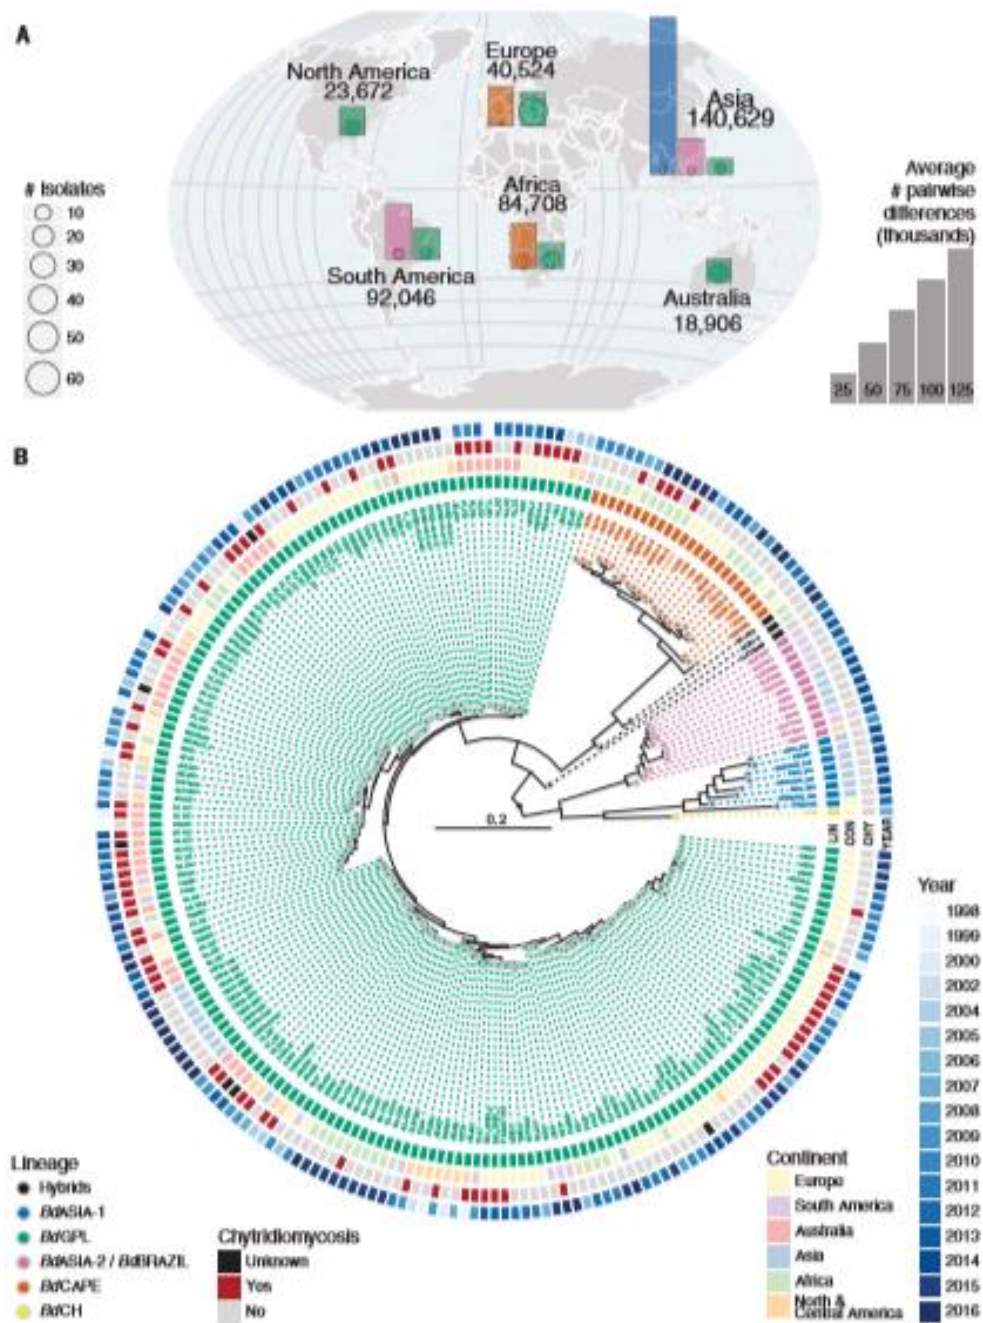 A
North America
23,672
Europe
40,524
Asia
140,629
Africa
84,708
South America
92,046
Australia
18,906
# Isolates
10
20
30
40
50
60
Average
# pairwise
differences
(thousands)
25 50 75 100 125
B
0.2
LIN CON CHY YEAR
Lineage
Hybrids
BdASIA-1
BdGPL
BdASIA-2 / BdBRAZIL
BdCAPE
BdCH
Chytridiomycosis
Unknown
Yes
No
Continent
Europe
South America
Australia
Asia
Africa
North &
Central America
Year
1998
1999
2000
2002
2004
2005
2006
2007
2008
2009
2010
2011
2012
2013
2014
2015
2016